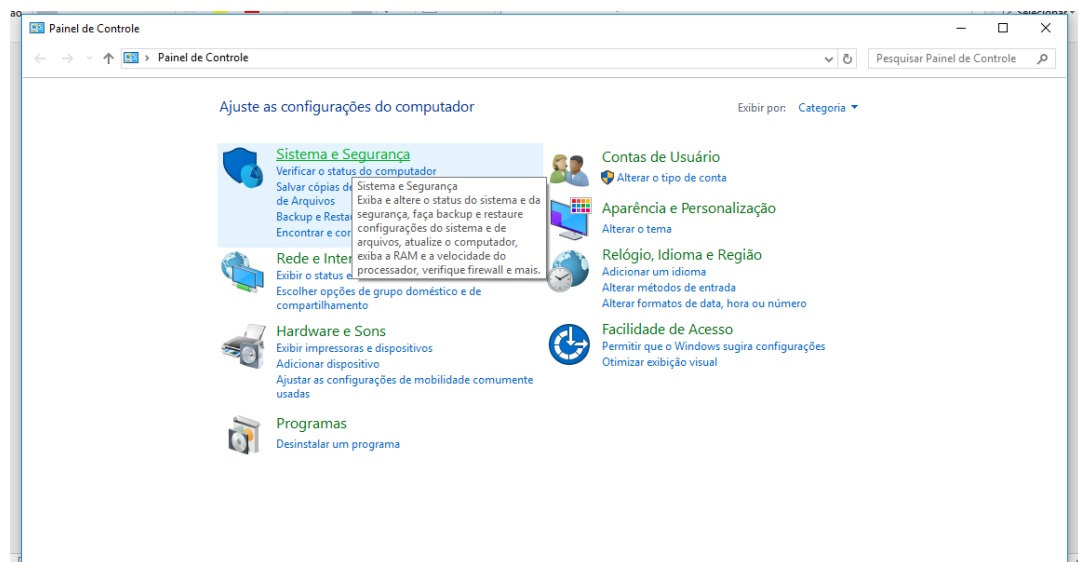 Selecionar
Painel de Controle
Painel de Controle
Pesquisar Painel de Controle
Ajuste as configurações do computador
Exibir por: Categoria
Sistema e Segurança
Verificar o status do computador
Salvar cópias de
de Arquivos
Backup e Restau
Encontrar e cor
Sistema e Segurança
Exiba e altere o status do sistema e da
segurança, faça backup e restaure
configurações do sistema e de
arquivos, atualize o computador,
exiba a RAM e a velocidade do
processador, verifique firewall e mais.
Rede e Inter
Exibir o status e
Escolher opções de grupo doméstico e de
compartilhamento
Hardware e Sons
Exibir impressoras e dispositivos
Adicionar dispositivo
Ajustar as configurações de mobilidade comumente
usadas
Programas
Desinstalar um programa
Contas de Usuário
Alterar o tipo de conta
Aparência e Personalização
Alterar o tema
Relógio, Idioma e Região
Adicionar um idioma
Alterar métodos de entrada
Alterar formatos de data, hora ou número
Facilidade de Acesso
Permitir que o Windows sugira configurações
Otimizar exibição visual